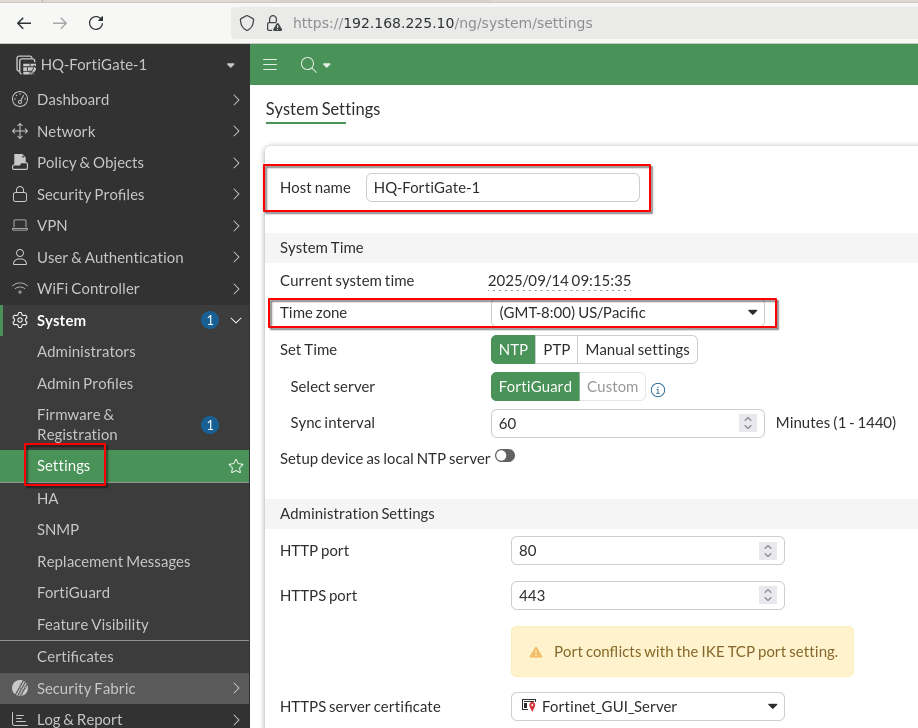 https://192.168.225.10/ng/system/settings
HQ-FortiGate-1
Dashboard
Network
Policy & Objects
Security Profiles
VPN
User & Authentication
WiFi Controller
System 1
Administrators
Admin Profiles
Firmware &
Registration 1
Settings
HA
SNMP
Replacement Messages
FortiGuard
Feature Visibility
Certificates
Security Fabric
Log & Report
System Settings
Host name HQ-FortiGate-1
System Time
Current system time 2025/09/14 09:15:35
Time zone (GMT-8:00) US/Pacific
Set Time NTP PTP Manual settings
Select server FortiGuard Custom
Sync interval 60 Minutes (1 - 1440)
Setup device as local NTP server
Administration Settings
HTTP port 80
HTTPS port 443
Port conflicts with the IKE TCP port setting.
HTTPS server certificate Fortinet_GUI_Server